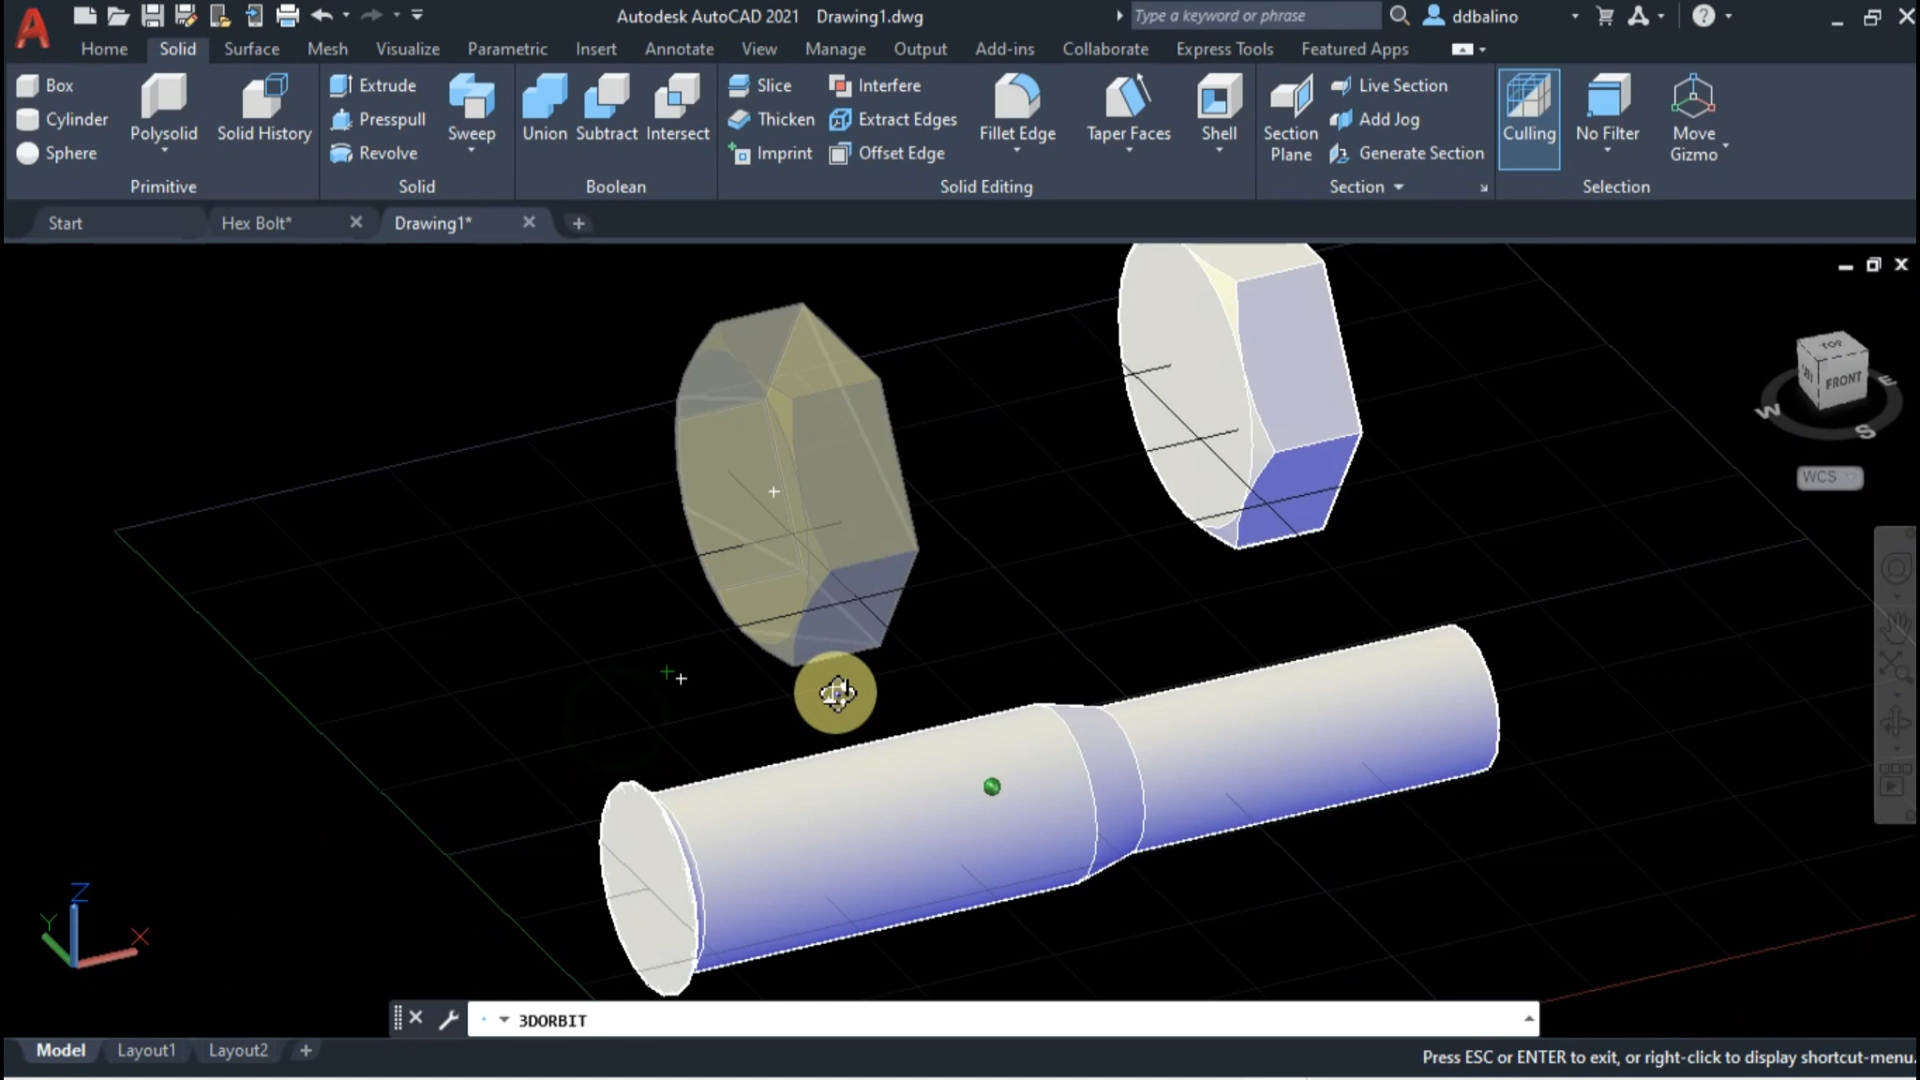 Autodesk AutoCAD 2021 Drawing1.dwg
Type a keyword or phrase
ddbalino
Home Solid Surface Mesh Visualize Parametric Insert Annotate View Manage Output Add-ins Collaborate Express Tools Featured Apps
Box
Cylinder
Sphere
Polysolid
Solid History
Primitive
Extrude
Presspull
Revolve
Sweep
Solid
Union
Subtract
Intersect
Boolean
Slice
Thicken
Imprint
Interfere
Extract Edges
Offset Edge
Fillet Edge
Taper Faces
Shell
Solid Editing
Section
Plane
Live Section
Add Jog
Generate Section
Section
Culling
No Filter
Move
Gizmo
Selection
Start
Hex Bolt*
Drawing1*
TOP
FRONT
E
W
S
WCS
Z
Y
X
3DORBIT
Model
Layout1
Layout2
Press ESC or ENTER to exit, or right-click to display shortcut-menu.